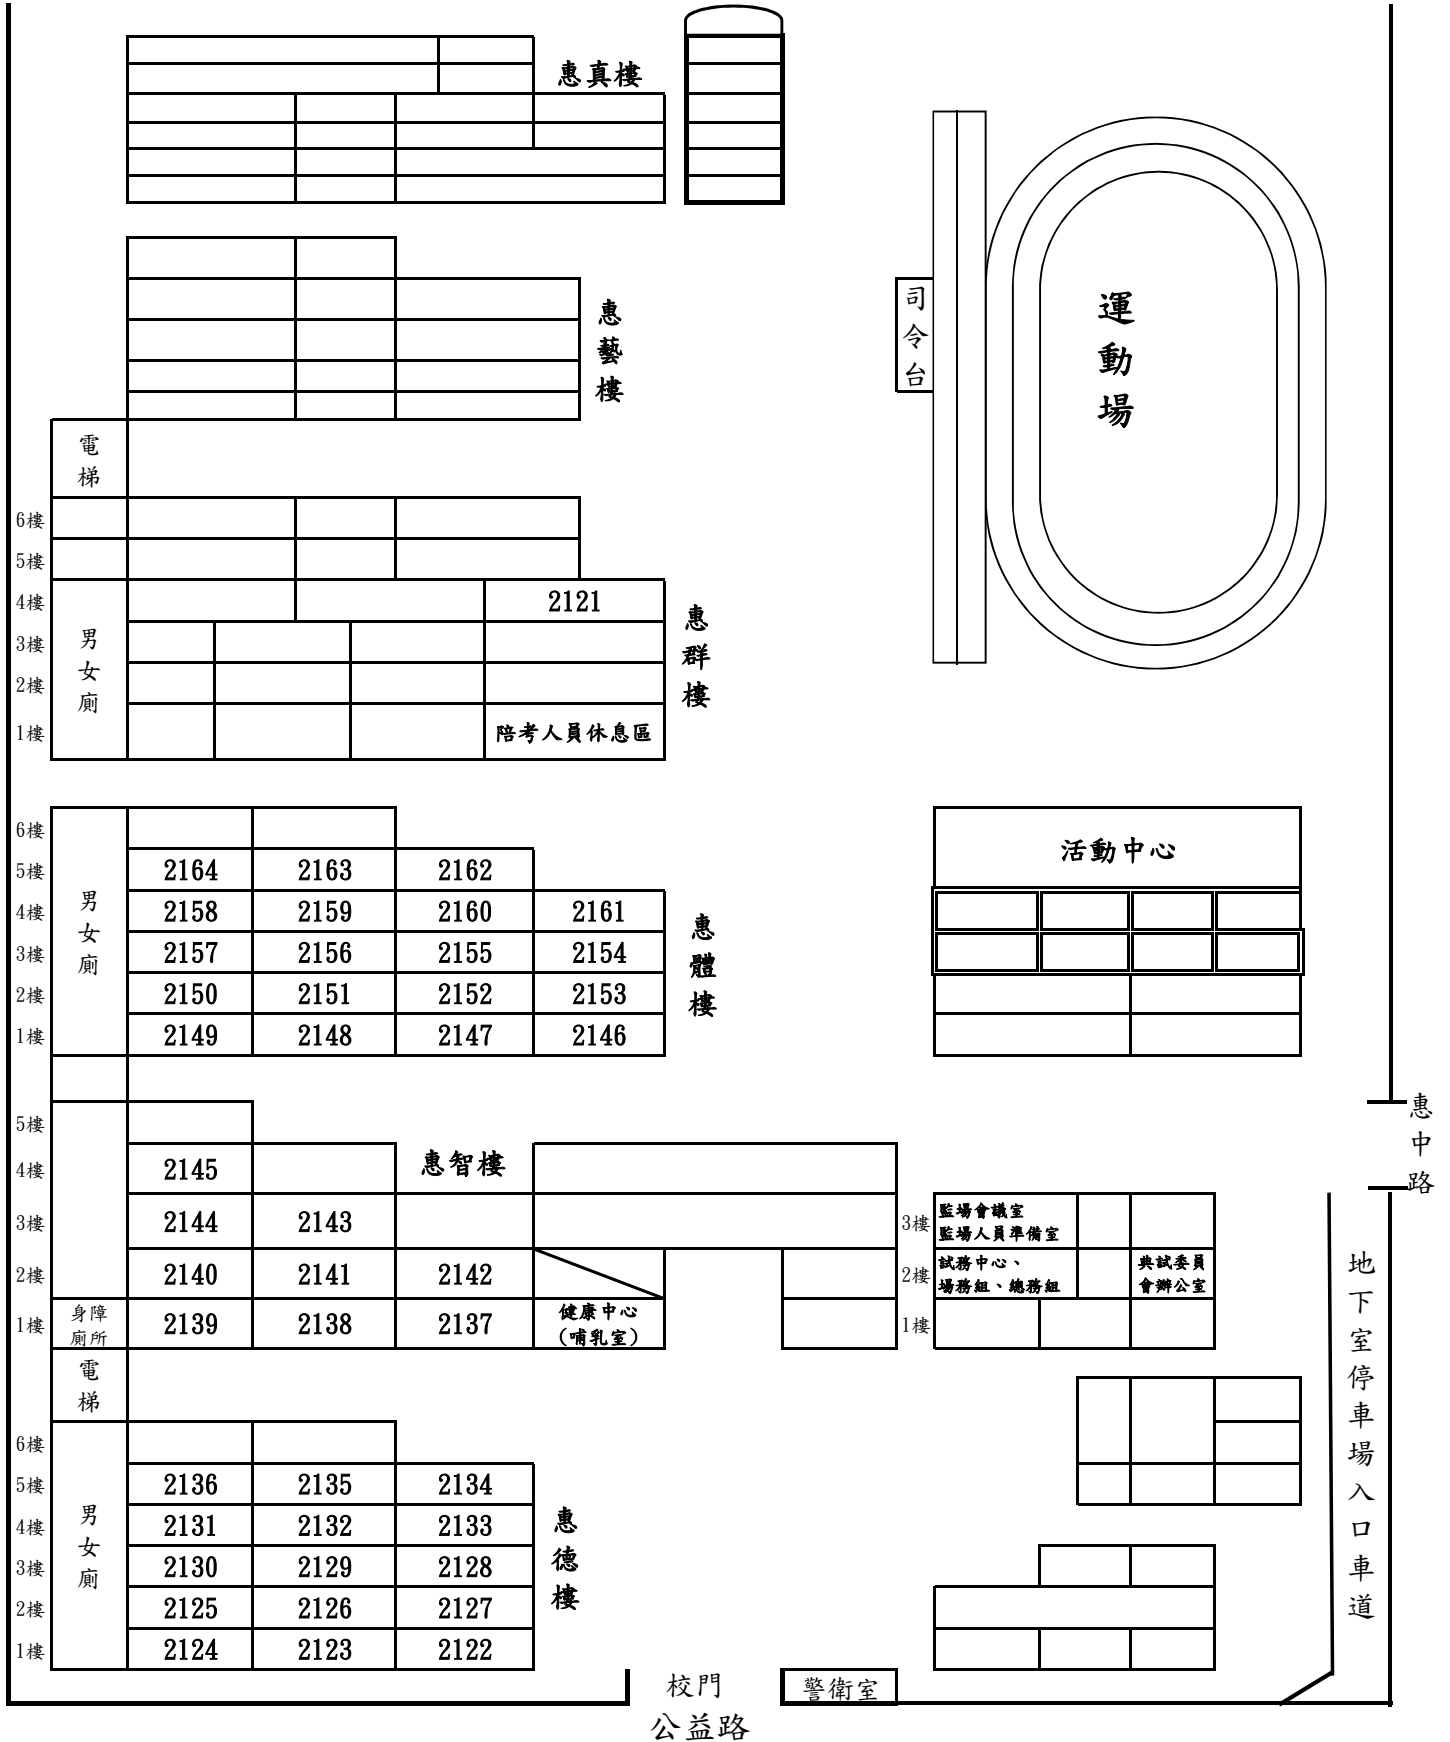 惠真樓
惠藝樓
司令台
運動場
電梯
6樓
5樓
4樓 2121
3樓
2樓
1樓 陪考人員休息區
男女廁
惠群樓
6樓
5樓 2164 2163 2162
4樓 2158 2159 2160 2161
3樓 2157 2156 2155 2154
2樓 2150 2151 2152 2153
1樓 2149 2148 2147 2146
男女廁
惠體樓
活動中心
惠中路
5樓
4樓 2145 惠智樓
3樓 2144 2143
2樓 2140 2141 2142
1樓 身障廁所 2139 2138 2137 健康中心
(哺乳室)
3樓 監場會議室
監場人員準備室
2樓 試務中心、
場務組、總務組
典試委員
會辦公室
1樓
地下室停車場入口車道
電梯
6樓
5樓 2136 2135 2134
4樓 2131 2132 2133
3樓 2130 2129 2128
2樓 2125 2126 2127
1樓 2124 2123 2122
男女廁
惠德樓
校門
警衛室
公益路